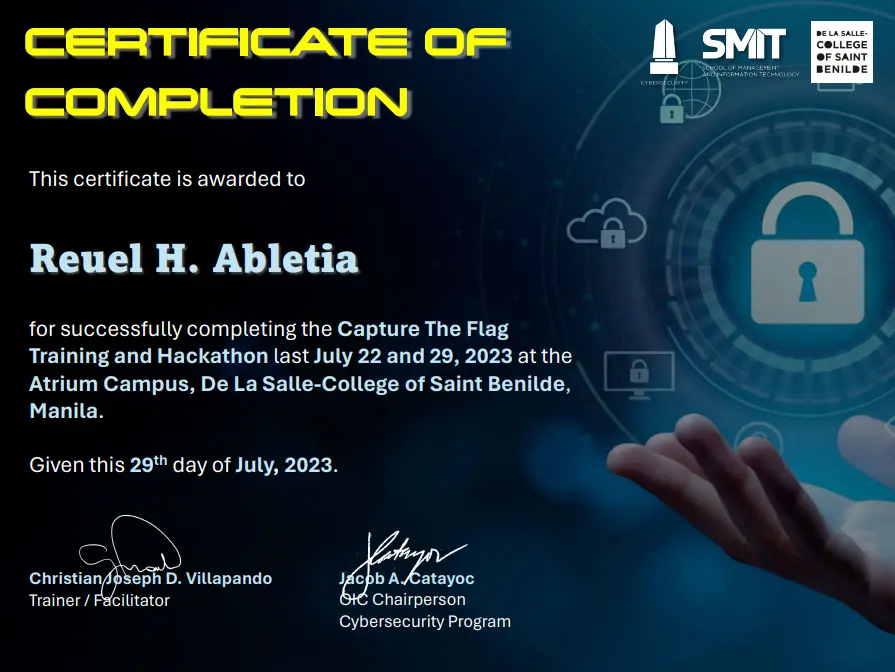 CERTIFICATE OF
COMPLETION
CYBERSECURITY
SMIT
SCHOOL OF MANAGEMENT
AND INFORMATION TECHNOLOGY
DE LA SALLE-
COLLEGE
OF SAINT
BENILDE
This certificate is awarded to
Reuel H. Abletia
for successfully completing the Capture The Flag
Training and Hackathon last July 22 and 29, 2023 at the
Atrium Campus, De La Salle-College of Saint Benilde,
Manila.
Given this 29th day of July, 2023.
Christian Joseph D. Villapando
Trainer / Facilitator
Jacob A. Catayoc
OIC Chairperson
Cybersecurity Program